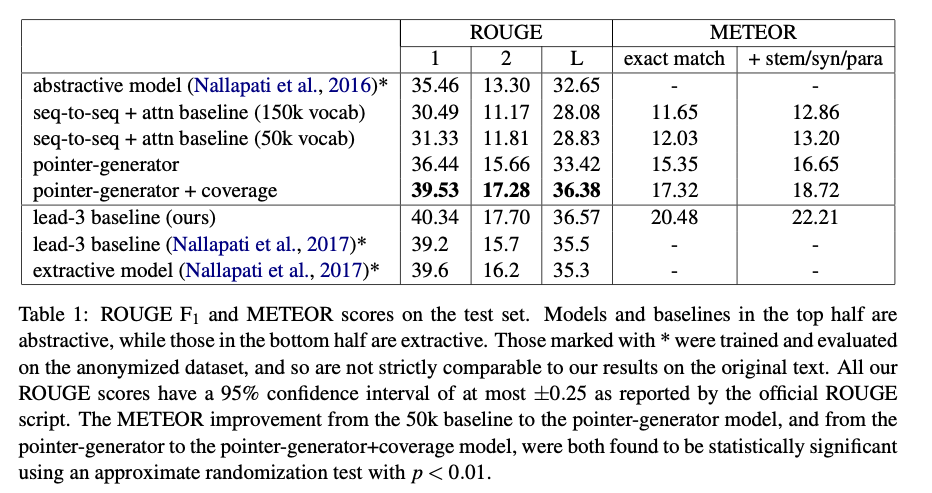 ROUGE METEOR
1 2 L exact match + stem/syn/para
abstractive model (Nallapati et al., 2016)* 35.46 13.30 32.65 - -
seq-to-seq + attn baseline (150k vocab) 30.49 11.17 28.08 11.65 12.86
seq-to-seq + attn baseline (50k vocab) 31.33 11.81 28.83 12.03 13.20
pointer-generator 36.44 15.66 33.42 15.35 16.65
pointer-generator + coverage 39.53 17.28 36.38 17.32 18.72
lead-3 baseline (ours) 40.34 17.70 36.57 20.48 22.21
lead-3 baseline (Nallapati et al., 2017)* 39.2 15.7 35.5 - -
extractive model (Nallapati et al., 2017)* 39.6 16.2 35.3 - -
Table 1: ROUGE F₁ and METEOR scores on the test set. Models and baselines in the top half are
abstractive, while those in the bottom half are extractive. Those marked with * were trained and evaluated
on the anonymized dataset, and so are not strictly comparable to our results on the original text. All our
ROUGE scores have a 95% confidence interval of at most ±0.25 as reported by the official ROUGE
script. The METEOR improvement from the 50k baseline to the pointer-generator model, and from the
pointer-generator to the pointer-generator+coverage model, were both found to be statistically significant
using an approximate randomization test with p < 0.01.